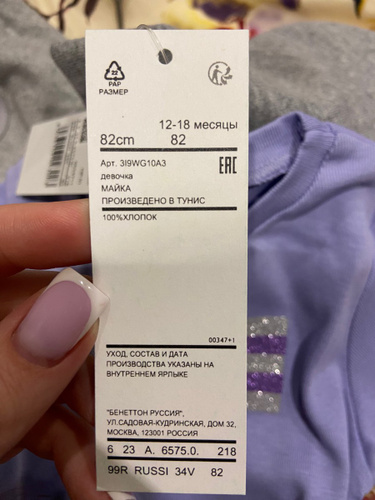 22
PAP
РАЗМЕР
12-18 месяцы
82cm 82
Арт. 3I9WG10A3
EAC
девочка
МАЙКА
ПРОИЗВЕДЕНО В ТУНИС
100%ХЛОПОК
00347+1
УХОД, СОСТАВ И ДАТА
ПРОИЗВОДСТВА УКАЗАНЫ НА
ВНУТРЕННЕМ ЯРЛЫКЕ
"БЕНЕТТОН РУССИЯ",
УЛ.САДОВАЯ-КУДРИНСКАЯ, ДОМ 32,
МОСКВА, 123001 РОССИЯ
6 23 A. 6575.0. 218
99R RUSSI 34V 82